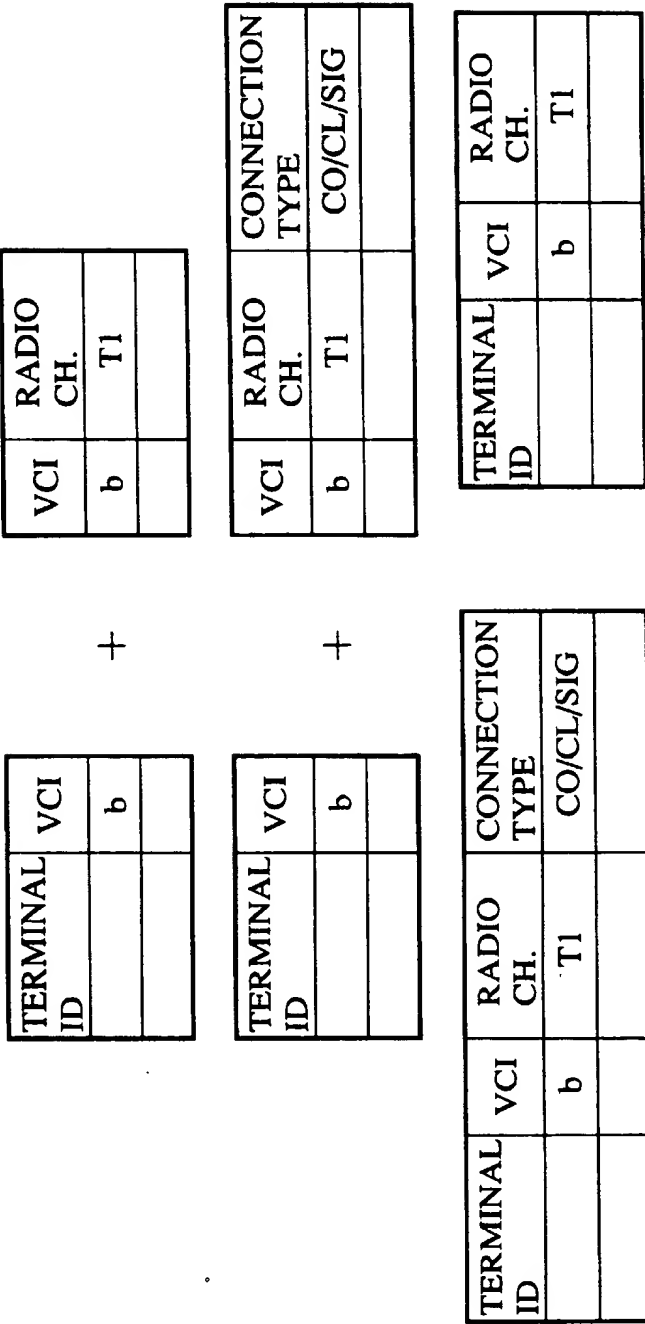 TERMINAL ID VCI
b
+
VCI RADIO CH.
b T1
TERMINAL ID VCI
b
+
VCI RADIO CH. CONNECTION TYPE
b T1 CO/CL/SIG
TERMINAL ID VCI RADIO CH. CONNECTION TYPE
b T1 CO/CL/SIG
TERMINAL ID VCI RADIO CH.
b T1